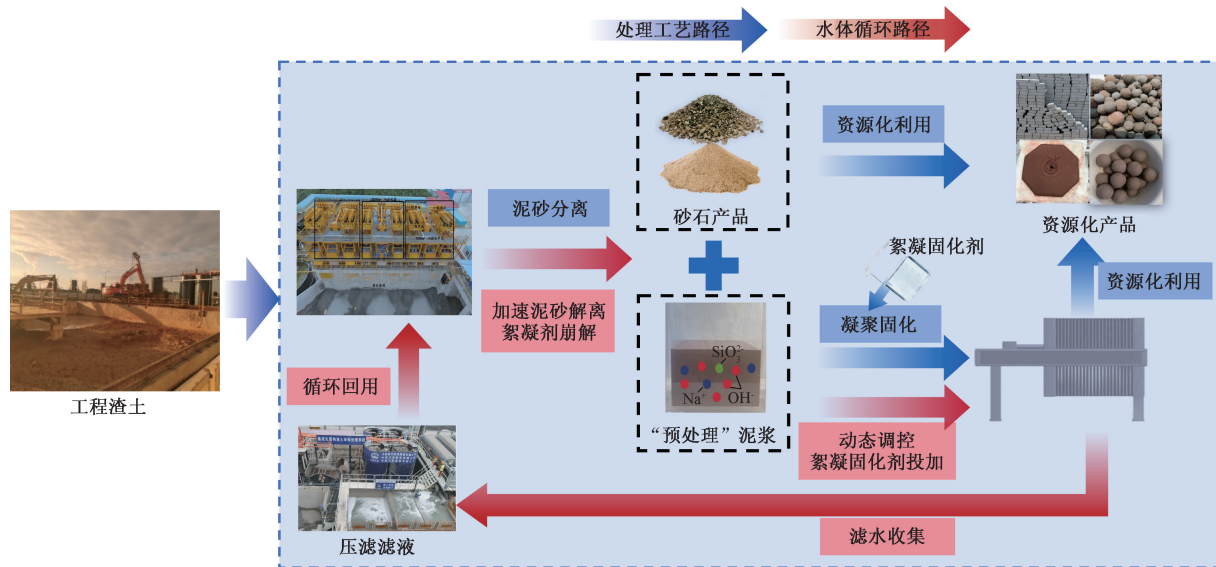 处理工艺路径
水体循环路径
泥砂分离
加速泥砂解离
絮凝剂崩解
砂石产品
资源化利用
资源化产品
絮凝固化剂
凝聚固化
资源化利用
SiO₃²⁻
Na⁺
OH⁻
“预处理”泥浆
动态调控
絮凝固化剂投加
工程渣土
循环回用
压滤滤液
滤水收集